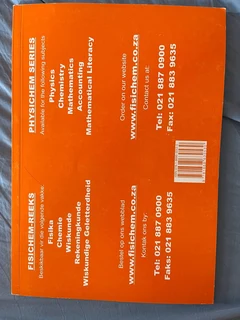 FISICHEM-REEKS
Beskikbaar vir die volgende vakke:
Fisika
Chemie
Wiskunde
Rekeningkunde
Wiskundige Geletterdheid
Bestel op ons webblad
www.fisichem.co.za
Kontak ons by:
Tel: 021 887 0900
Faks: 021 883 9635
PHYSICHEM SERIES
Available for the following subjects
Physics
Chemistry
Mathematics
Accounting
Mathematical Literacy
Order on our website
www.fisichem.co.za
Contact us at:
Tel: 021 887 0900
Fax: 021 883 9635